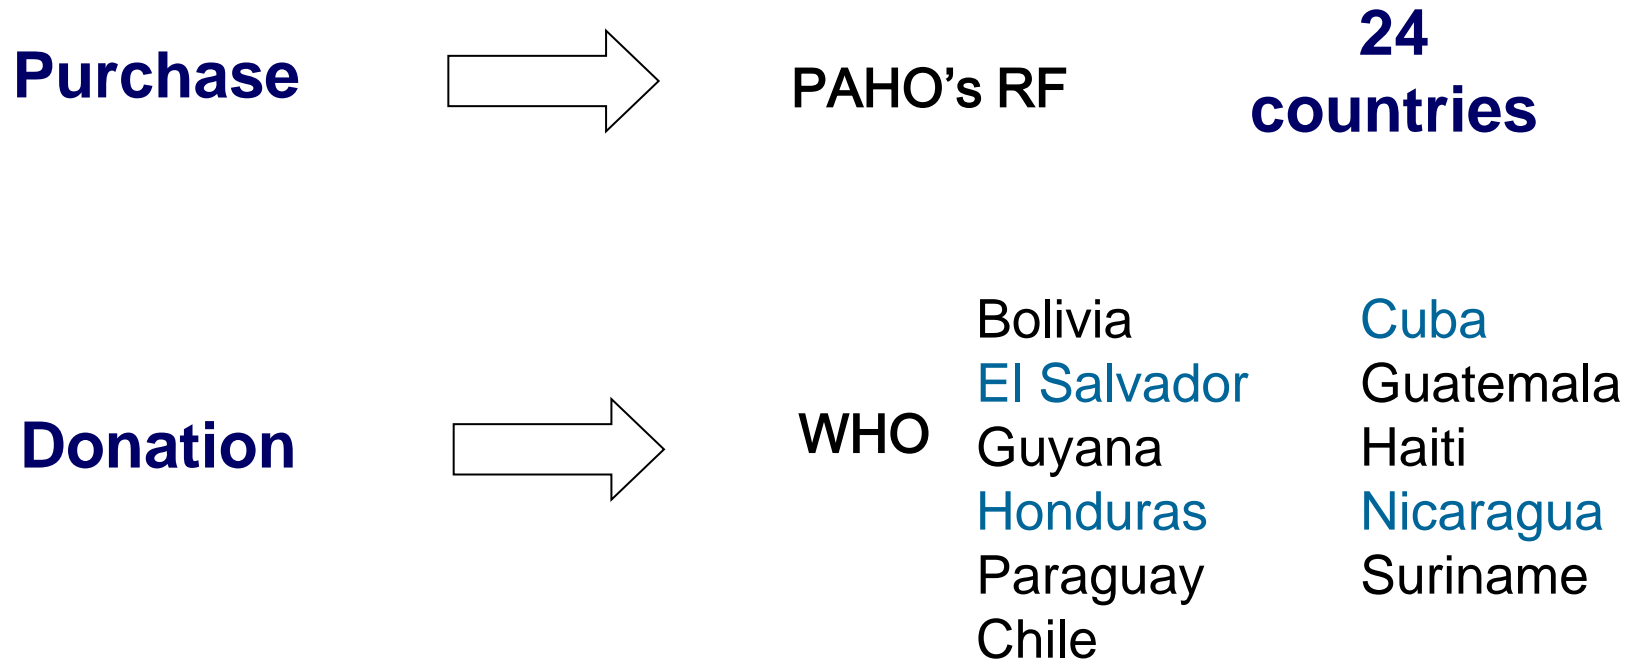 Purchase
PAHO’s RF
24
countries
Donation
WHO
Bolivia
El Salvador
Guyana
Honduras
Paraguay
Chile
Cuba
Guatemala
Haiti
Nicaragua
Suriname